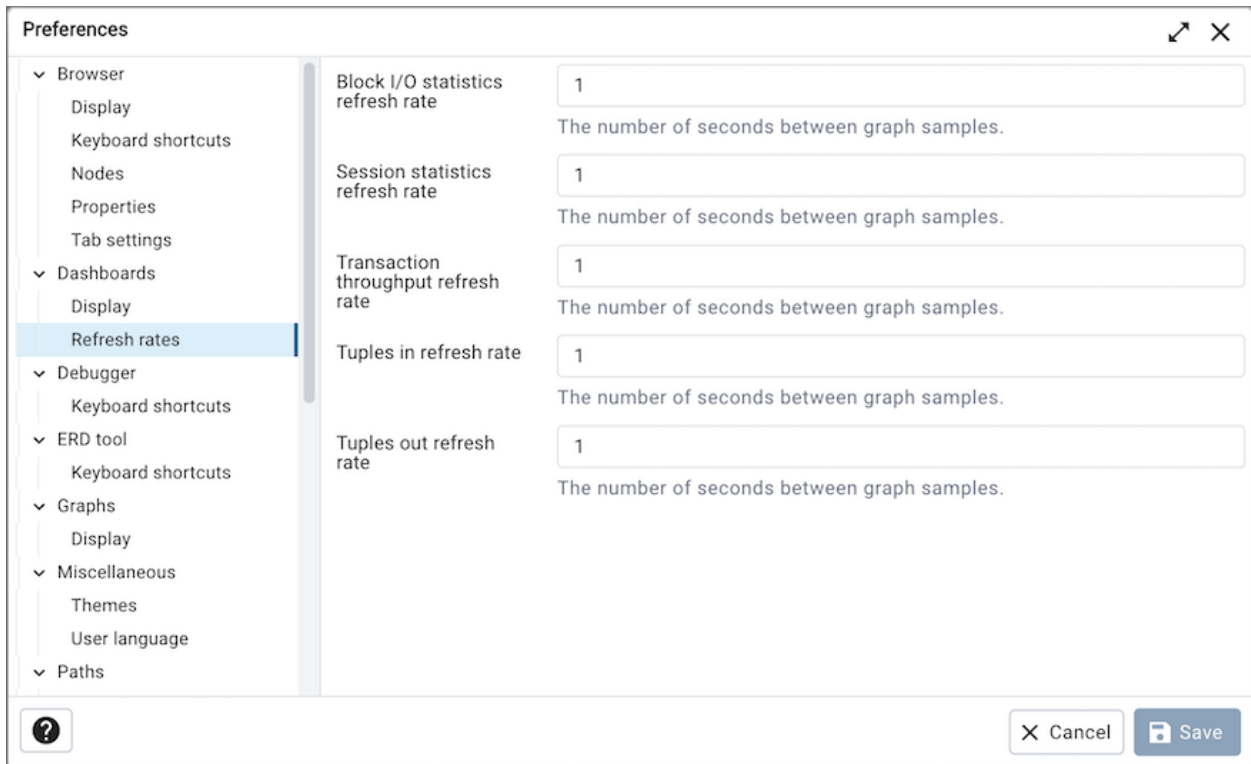 Preferences
Browser
Display
Keyboard shortcuts
Nodes
Properties
Tab settings
Dashboards
Display
Refresh rates
Debugger
Keyboard shortcuts
ERD tool
Keyboard shortcuts
Graphs
Display
Miscellaneous
Themes
User language
Paths
Block I/O statistics
refresh rate
1
The number of seconds between graph samples.
Session statistics
refresh rate
1
The number of seconds between graph samples.
Transaction
throughput refresh
rate
1
The number of seconds between graph samples.
Tuples in refresh rate
1
The number of seconds between graph samples.
Tuples out refresh
rate
1
The number of seconds between graph samples.
?
Cancel
Save